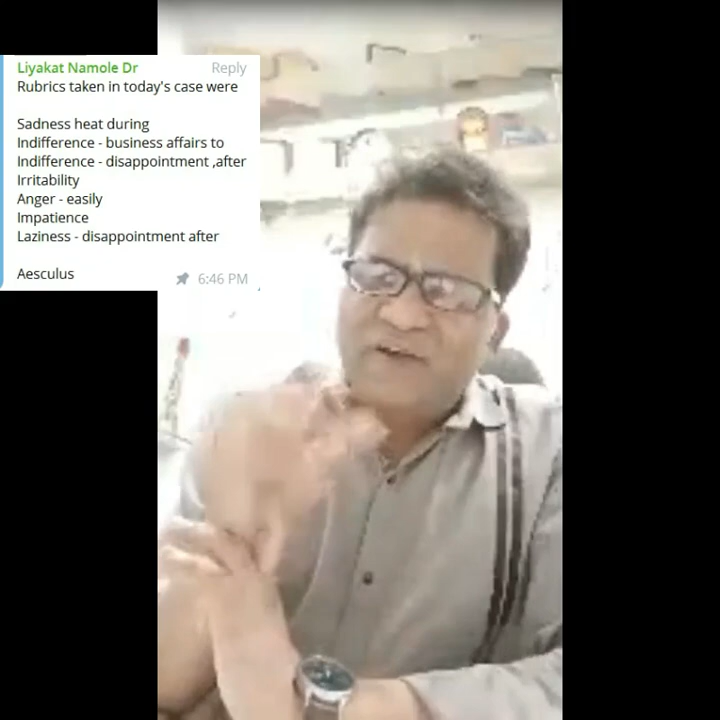 Liyakat Namole Dr Reply
Rubrics taken in today's case were
Sadness heat during
Indifference - business affairs to
Indifference - disappointment ,after
Irritability
Anger - easily
Impatience
Laziness - disappointment after
Aesculus
6:46 PM